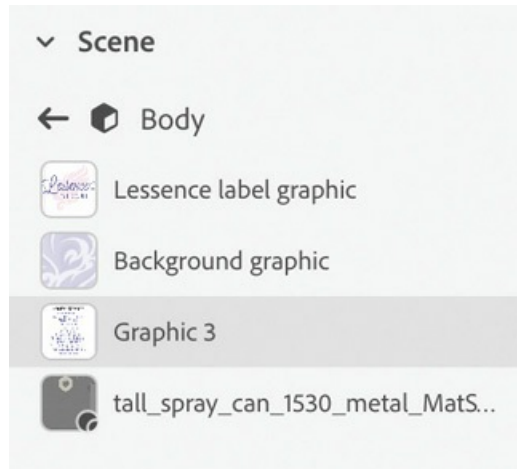 Scene
Body
Lessence label graphic
Background graphic
Graphic 3
tall_spray_can_1530_metal_MatS...